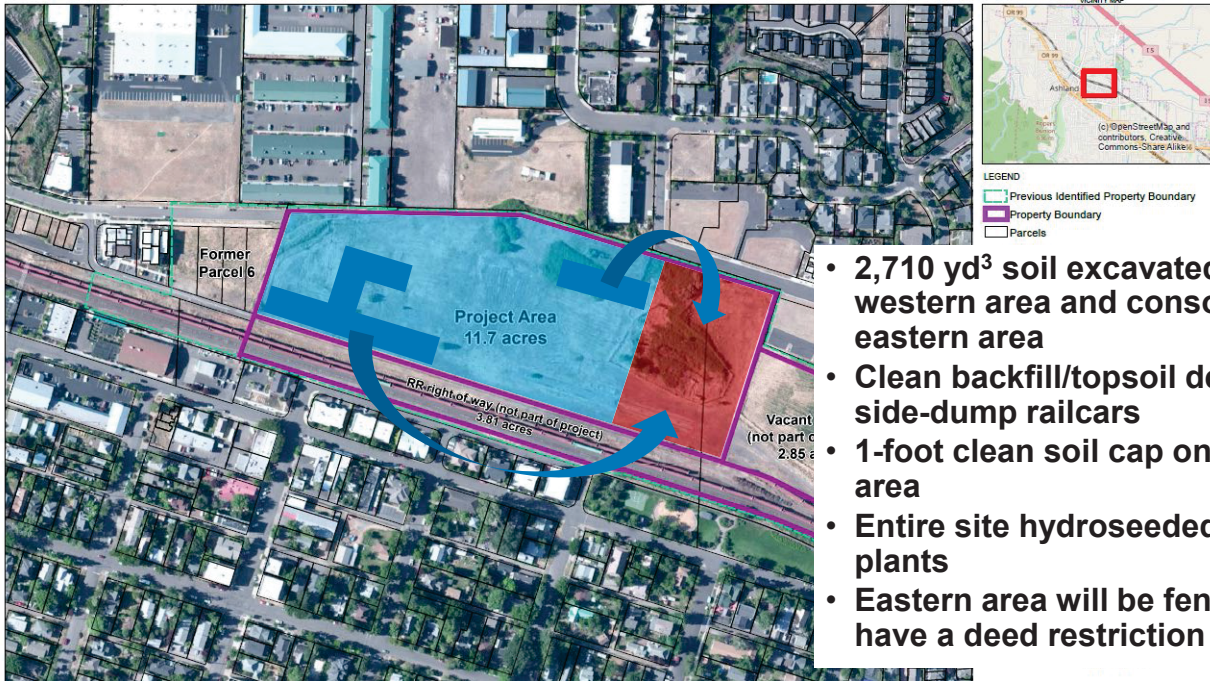 VICINITY MAP
OR 99
I 5
OR 99
Ashland
(c) OpenStreetMap and
contributors, Creative
Commons-Share Alike
LEGEND
Previous Identified Property Boundary
Property Boundary
Parcels
Former
Parcel 6
Project Area
11.7 acres
RR right of way (not part of project)
3.81 acres
Vacant
(not part o
2.85 a
• 2,710 yd³ soil excavated
western area and conso
eastern area
• Clean backfill/topsoil de
side-dump railcars
• 1-foot clean soil cap on
area
• Entire site hydroseeded
plants
• Eastern area will be fen
have a deed restriction